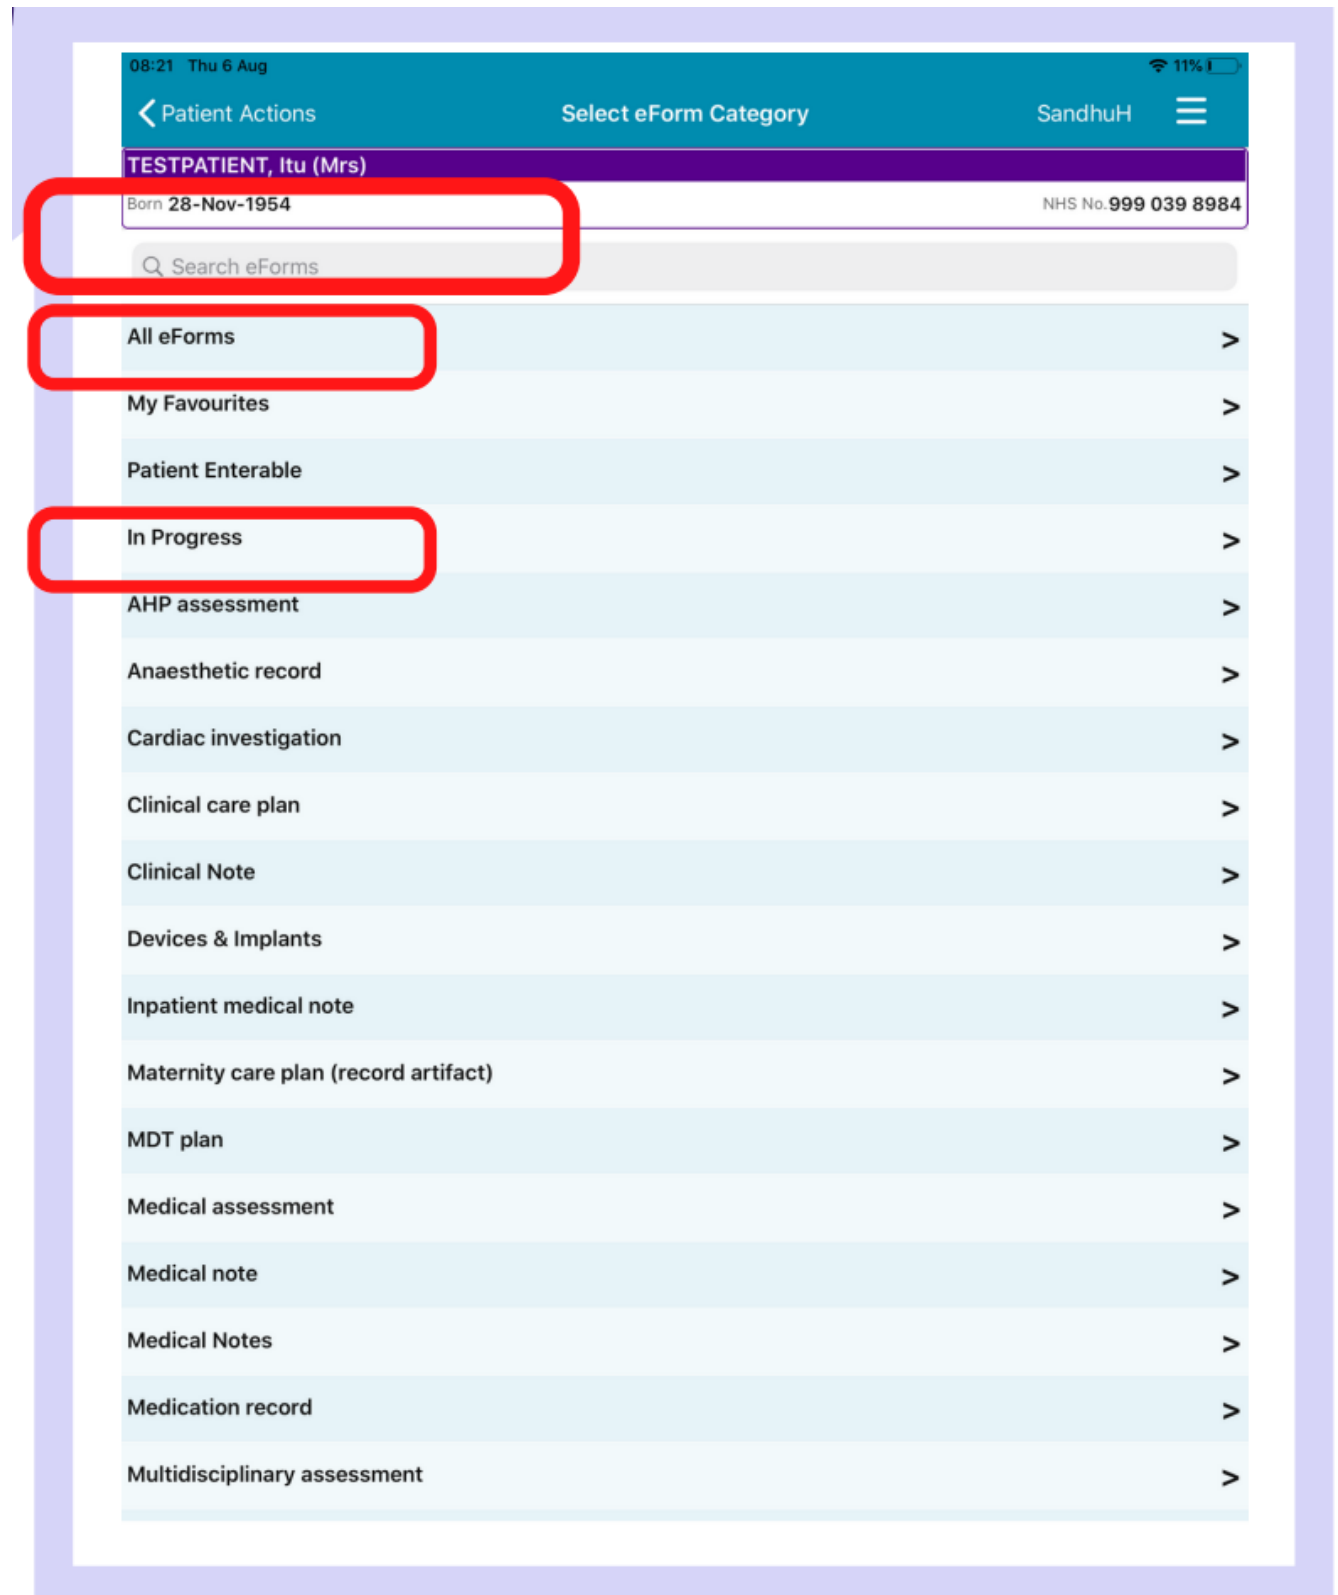 08:21 Thu 6 Aug 11%
Patient Actions Select eForm Category SandhuH
TESTPATIENT, Itu (Mrs)
Born 28-Nov-1954 NHS No. 999 039 8984
Search eForms
All eForms >
My Favourites >
Patient Enterable >
In Progress >
AHP assessment >
Anaesthetic record >
Cardiac investigation >
Clinical care plan >
Clinical Note >
Devices & Implants >
Inpatient medical note >
Maternity care plan (record artifact) >
MDT plan >
Medical assessment >
Medical note >
Medical Notes >
Medication record >
Multidisciplinary assessment >